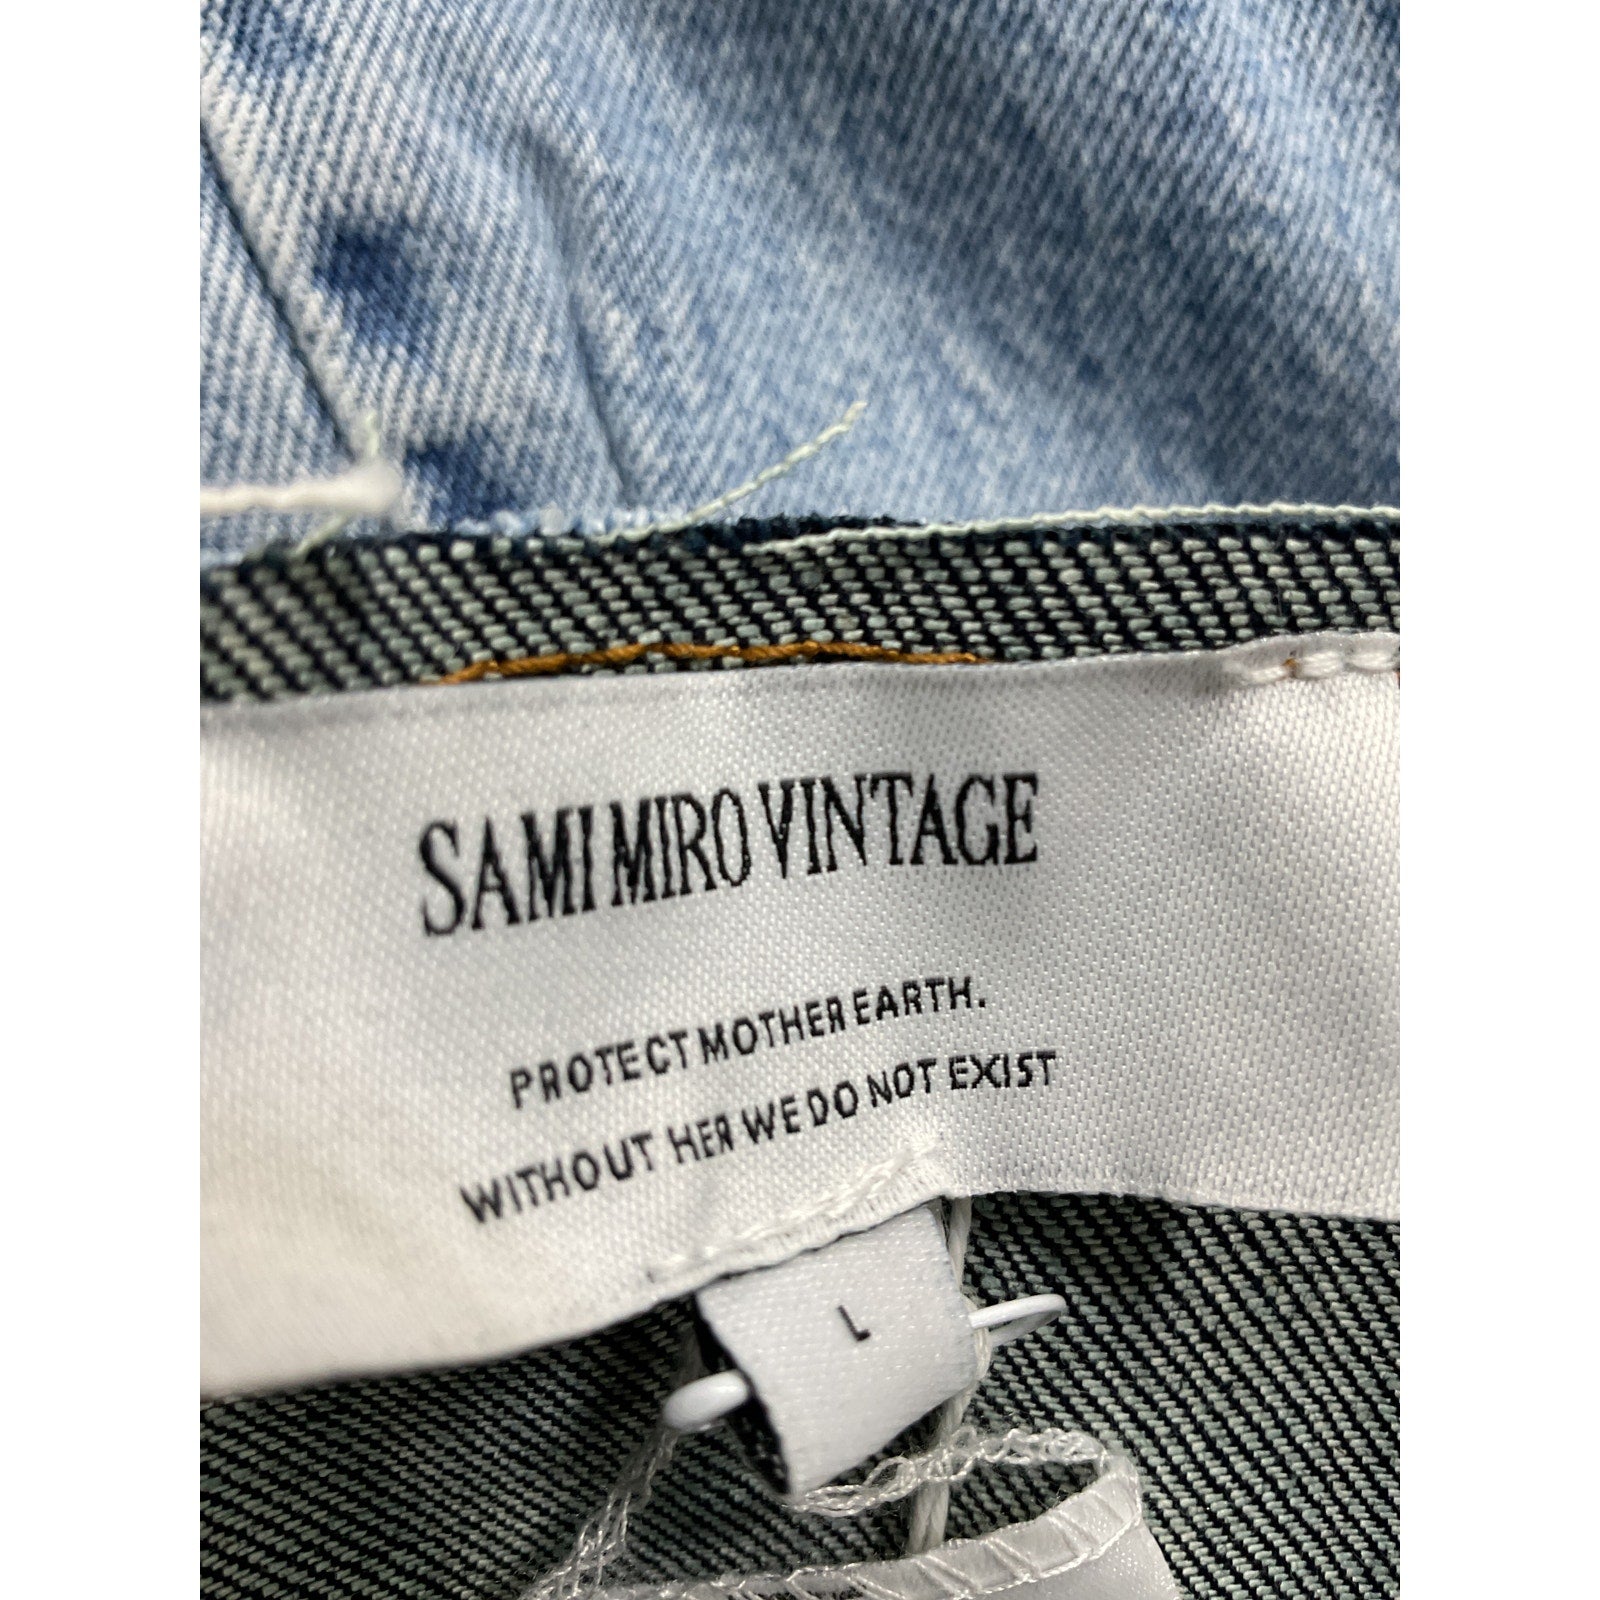 SAMI MIRO VINTAGE
PROTECT MOTHER EARTH.
WITHOUT HER WE DO NOT EXIST
L